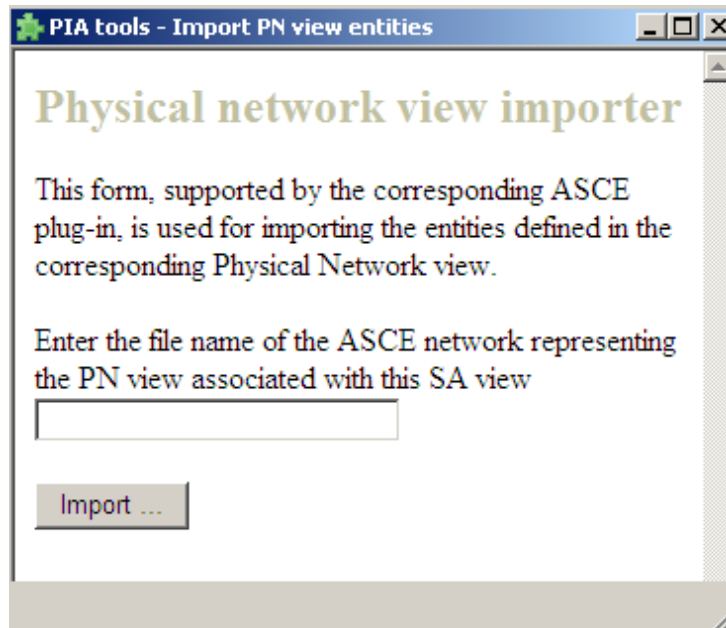 PIA tools - Import PN view entities
Physical network view importer
This form, supported by the corresponding ASCE
plug-in, is used for importing the entities defined in the
corresponding Physical Network view.
Enter the file name of the ASCE network representing
the PN view associated with this SA view
Import ...